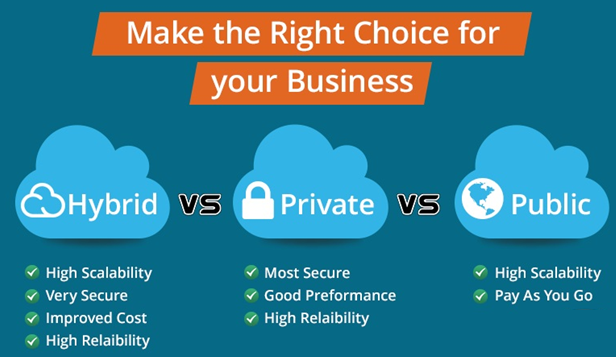 Make the Right Choice for
your Business
Hybrid VS Private VS Public
High Scalability
Very Secure
Improved Cost
High Relaibility
Most Secure
Good Preformance
High Relaibility
High Scalability
Pay As You Go